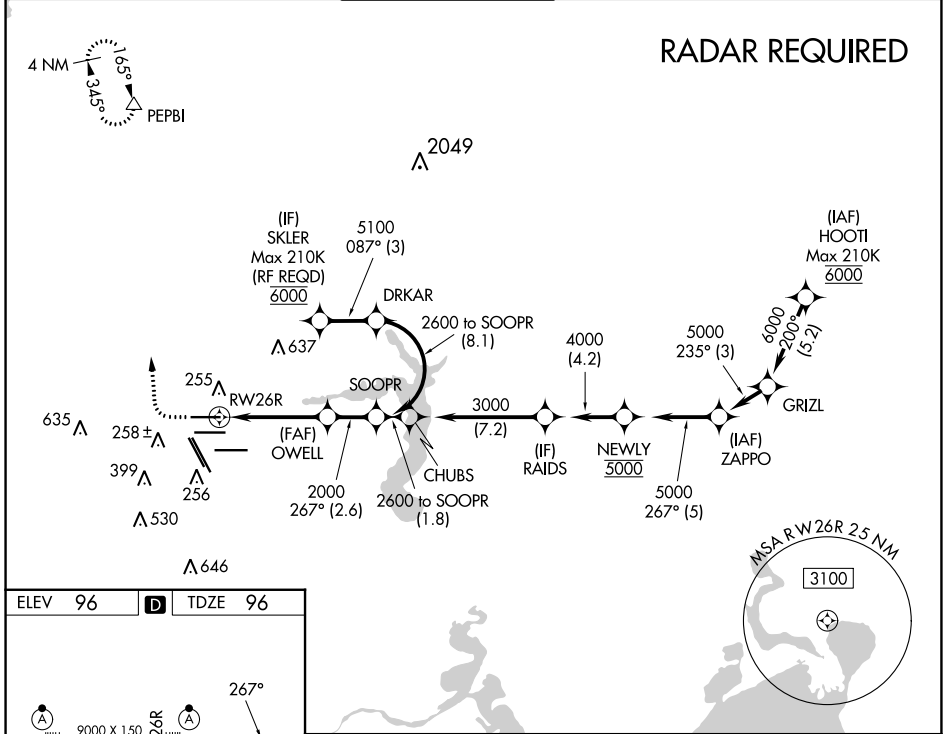 RADAR REQUIRED
4 NM
165°
345°
PEPBI
2049
(IF)
SKLER
Max 210K
(RF REQD)
6000
5100
087° (3)
DRKAR
(IAF)
HOOTI
Max 210K
6000
2600 to SOOPR
(8.1)
4000
(4.2)
5000
235° (3)
6000
200°
(5.2)
637
SOOPR
GRIZL
255
RW26R
3000
(7.2)
635
258 ±
(FAF)
OWELL
(IF)
RAIDS
NEWLY
5000
(IAF)
ZAPPO
CHUBS
399
256
2000
267° (2.6)
2600 to SOOPR
(1.8)
5000
267° (5)
530
646
MSA RW26R 25 NM
3100
ELEV 96 D TDZE 96
267°
A
9000 X 150
26R
A